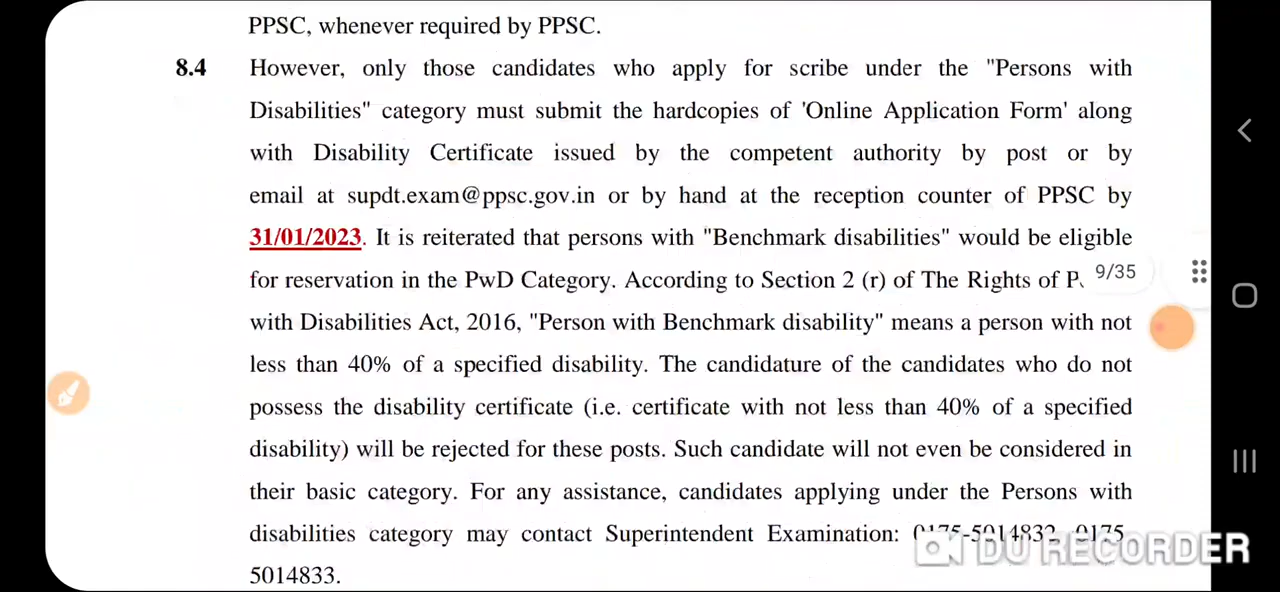 PPSC, whenever required by PPSC.
8.4 However, only those candidates who apply for scribe under the "Persons with
Disabilities" category must submit the hardcopies of 'Online Application Form' along
with Disability Certificate issued by the competent authority by post or by
email at supdt.exam@ppsc.gov.in or by hand at the reception counter of PPSC by
31/01/2023. It is reiterated that persons with "Benchmark disabilities" would be eligible
for reservation in the PwD Category. According to Section 2 (r) of The Rights of
9/35
with Disabilities Act, 2016, "Person with Benchmark disability" means a person with not
less than 40% of a specified disability. The candidature of the candidates who do not
possess the disability certificate (i.e. certificate with not less than 40% of a specified
disability) will be rejected for these posts. Such candidate will not even be considered in
their basic category. For any assistance, candidates applying under the Persons with
disabilities category may contact Superintendent Examination: 0175-5014832, 0175-
DU RECORDER
5014833.